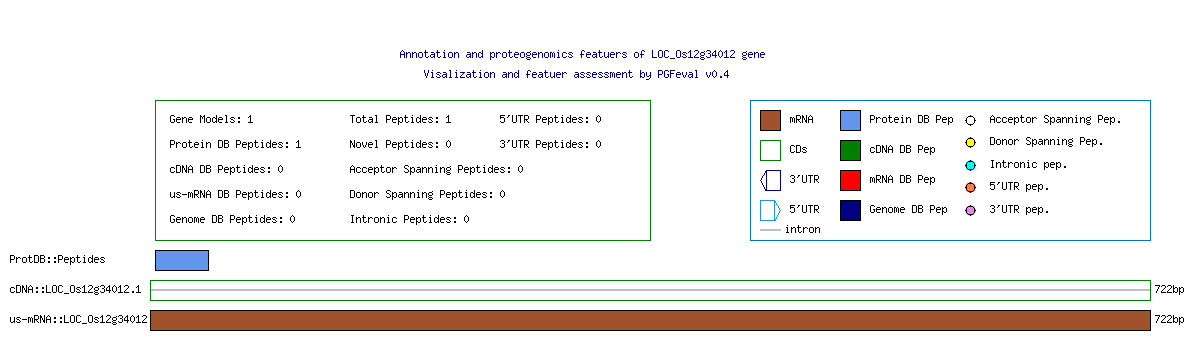 Annotation and proteogenomics featuers of LOC_Os12g34012 gene
Visalization and featuer assessment by PGFeval v0.4
Gene Models: 1 Total Peptides: 1 5'UTR Peptides: 0
Protein DB Peptides: 1 Novel Peptides: 0 3'UTR Peptides: 0
cDNA DB Peptides: 0 Acceptor Spanning Peptides: 0
us-mRNA DB Peptides: 0 Donor Spanning Peptides: 0
Genome DB Peptides: 0 Intronic Peptides: 0
mRNA Protein DB Pep Acceptor Spanning Pep.
CDs cDNA DB Pep Donor Spanning Pep.
3'UTR mRNA DB Pep Intronic pep.
5'UTR Genome DB Pep 5'UTR pep.
intron 3'UTR pep.
ProtDB::Peptides
cDNA::LOC_Os12g34012.1 722bp
us-mRNA::LOC_Os12g34012 722bp